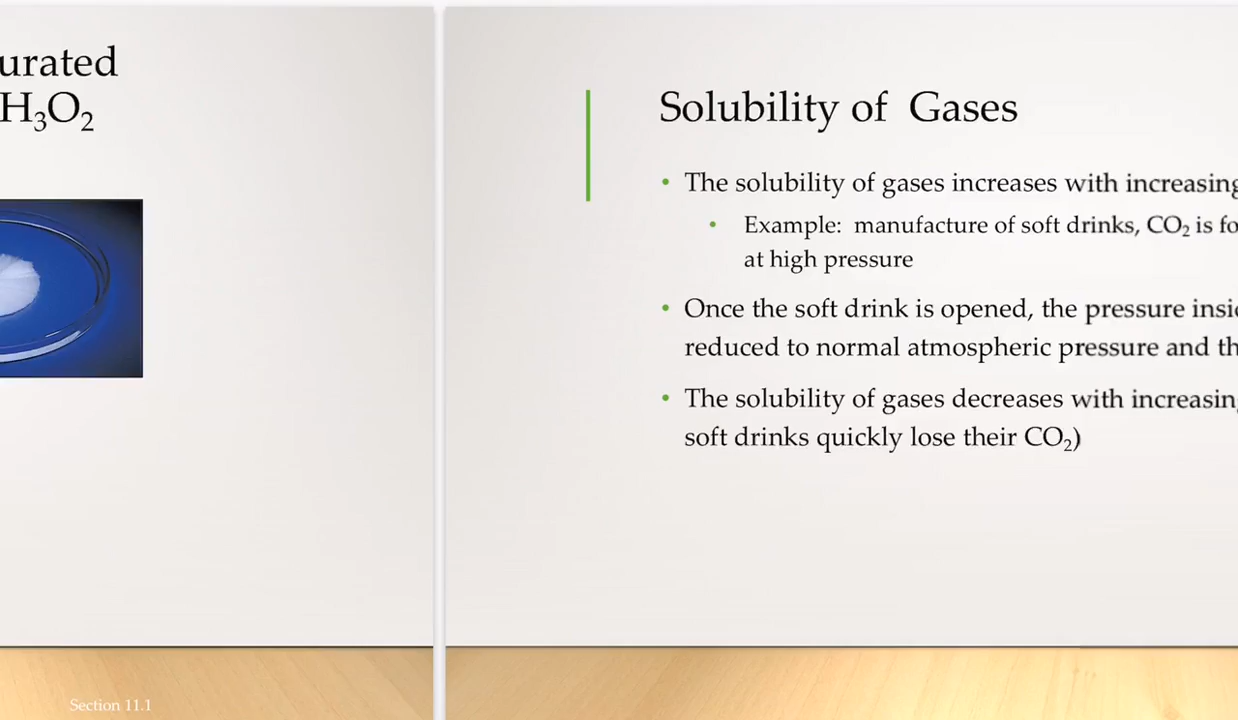 urated
H₃O₂
Section 11.1
Solubility of Gases
• The solubility of gases increases with increasing
• Example: manufacture of soft drinks, CO₂ is fo
at high pressure
• Once the soft drink is opened, the pressure insid
reduced to normal atmospheric pressure and th
• The solubility of gases decreases with increasing
soft drinks quickly lose their CO₂)